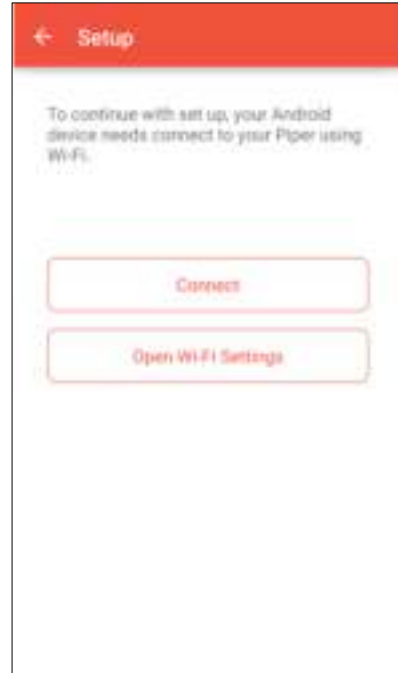 Setup
To continue with set up, your Android
device needs connect to your Piper using
Wi-Fi.
Connect
Open Wi-Fi Settings